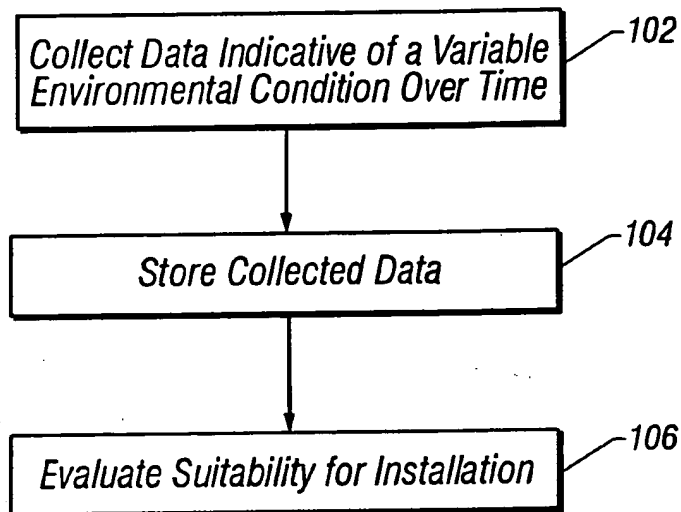 Collect Data Indicative of a Variable
Environmental Condition Over Time
102
Store Collected Data
104
Evaluate Suitability for Installation
106